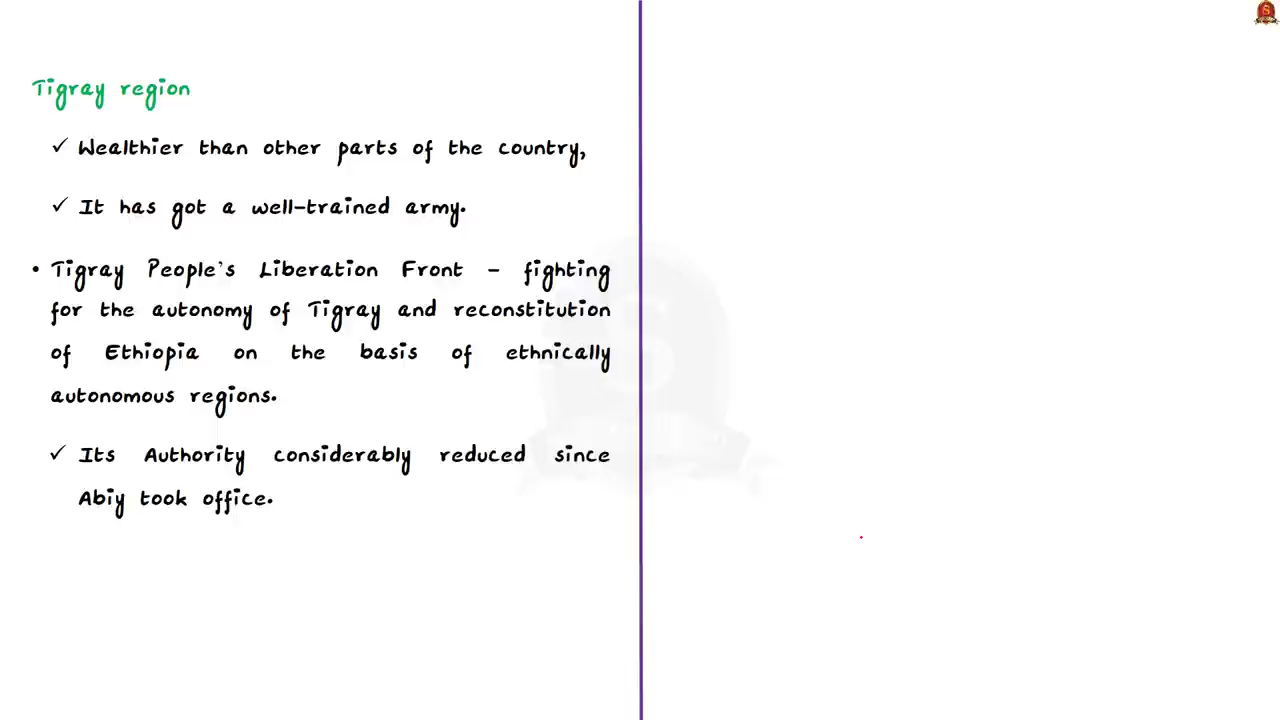 Tigray region
✓ Wealthier than other parts of the country,
✓ It has got a well-trained army.
• Tigray People's Liberation Front - fighting
for the autonomy of Tigray and reconstitution
of Ethiopia on the basis of ethnically
autonomous regions.
✓ Its Authority considerably reduced since
Abiy took office.